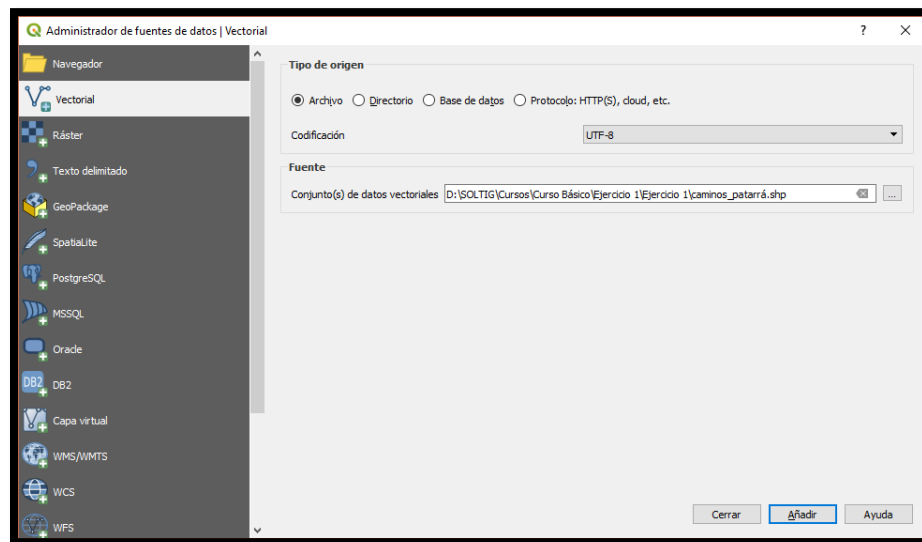 Administrador de fuentes de datos | Vectorial
? ×
Navegador
Vectorial
Ráster
Texto delimitado
GeoPackage
SpatiaLite
PostgreSQL
MSSQL
Oracle
DB2 DB2
Capa virtual
WMS/WMTS
WCS
WFS
Tipo de origen
Archivo Directorio Base de datos Protocolo: HTTP(S), cloud, etc.
Codificación UTF-8
Fuente
Conjunto(s) de datos vectoriales D:\SOLTIG\Cursos\Curso Básico\Ejercicio 1\Ejercicio 1\caminos_patarrá.shp ...
Cerrar Añadir Ayuda